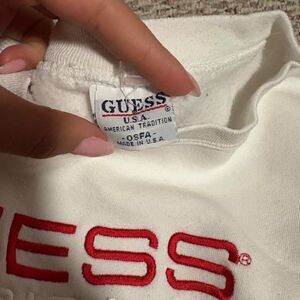 GUESS
U.S.A.
AMERICAN TRADITION
-OSFA-
MADE IN U.S.A.
ESS®